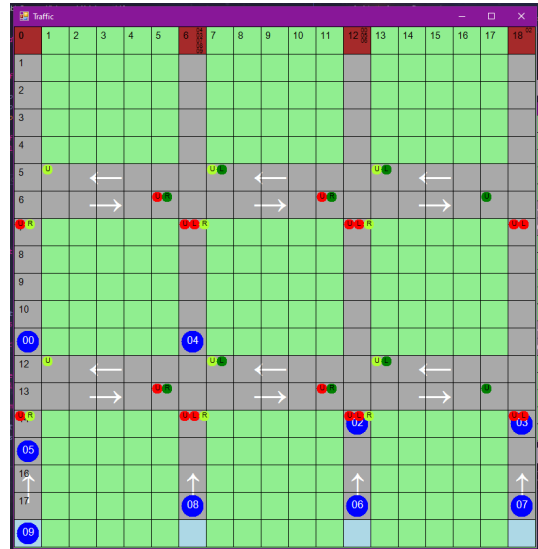 Traffic
0 1 2 3 4 5 6 7 8 9 10 11 12 13 14 15 16 17 18
1
2
3
4
5 U U L U L
6 U R U R U
U R U L R U L R U L
8
9
10
00 04
12 U U L U L
13 U R U R U
U R U L R U L R U L
02 03
05
16
17 08 06 07
09